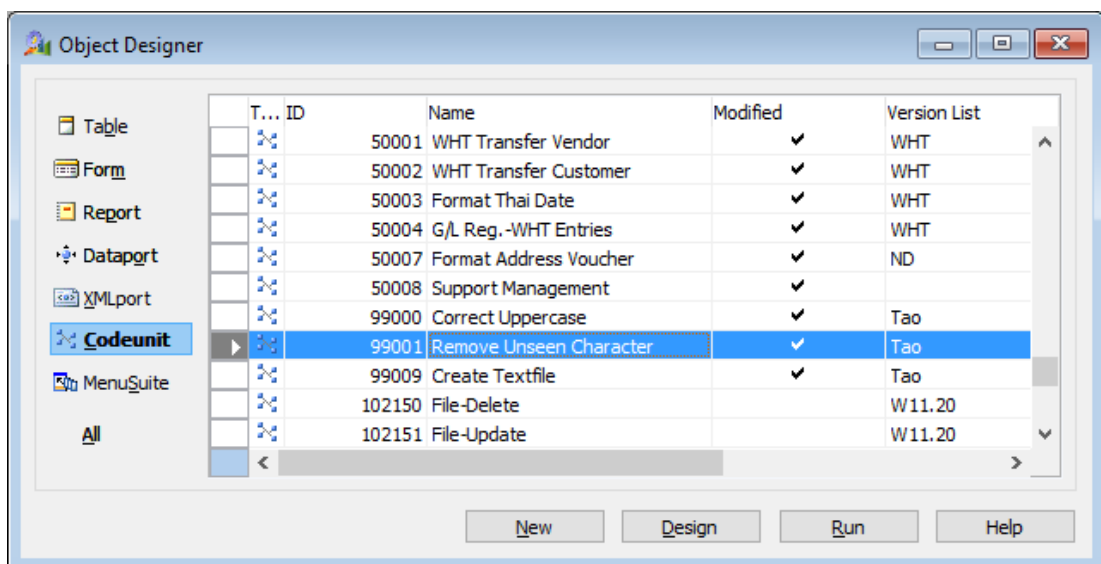 Object Designer
Table
Form
Report
Dataport
XMLport
Codeunit
MenuSuite
All
T... ID Name Modified Version List
50001 WHT Transfer Vendor ✔ WHT
50002 WHT Transfer Customer ✔ WHT
50003 Format Thai Date ✔ WHT
50004 G/L Reg.-WHT Entries ✔ WHT
50007 Format Address Voucher ✔ ND
50008 Support Management ✔
99000 Correct Uppercase ✔ Tao
99001 Remove Unseen Character ✔ Tao
99009 Create Textfile ✔ Tao
102150 File-Delete W11.20
102151 File-Update W11.20
New Design Run Help